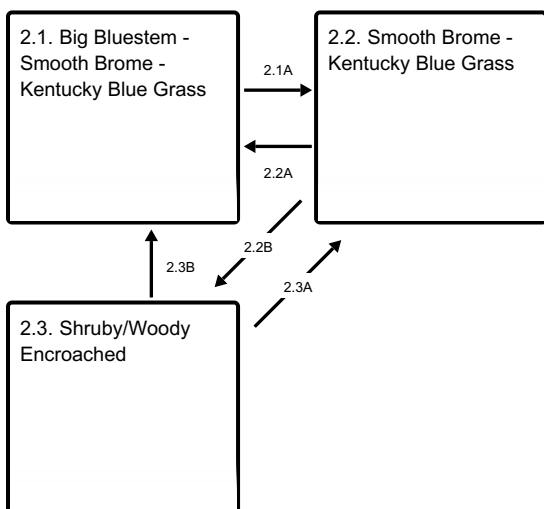 2.1. Big Bluestem -
Smooth Brome -
Kentucky Blue Grass
2.1A
2.2. Smooth Brome -
Kentucky Blue Grass
2.2A
2.2B
2.3B
2.3A
2.3. Shruby/Woody
Encroached